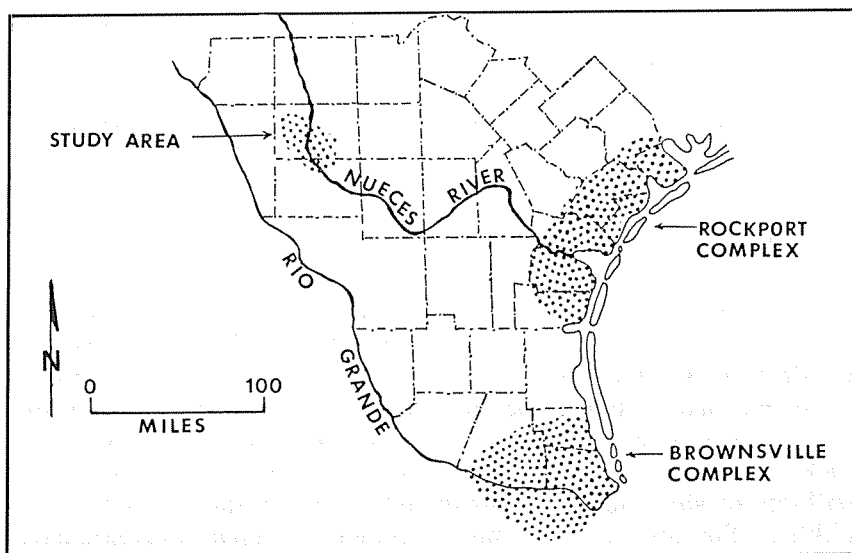 STUDY AREA
NUECES RIVER
ROCKPORT
COMPLEX
RIO GRANDE
N
0 100
MILES
BROWNSVILLE
COMPLEX